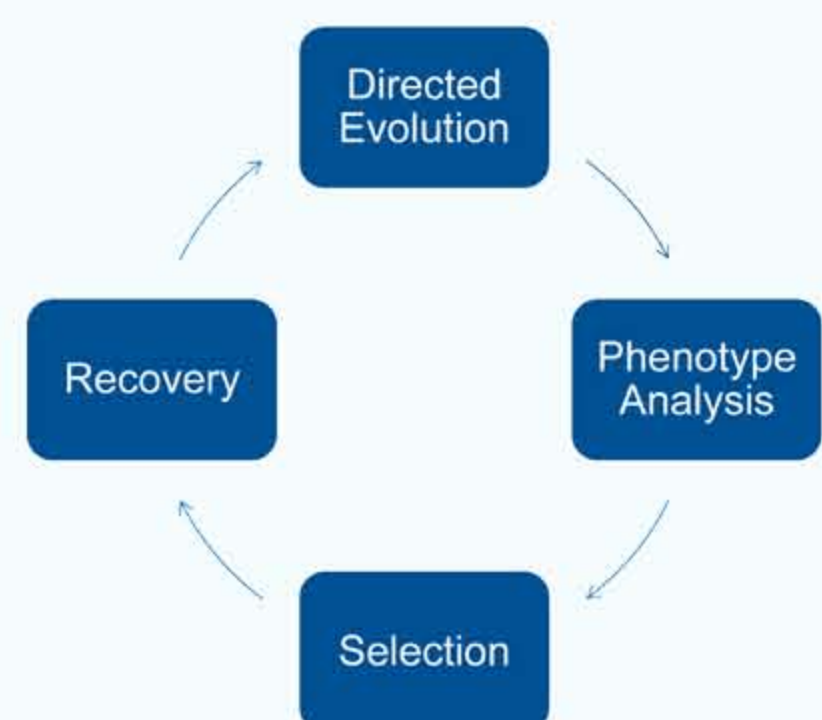 Directed
Evolution
Phenotype
Analysis
Selection
Recovery